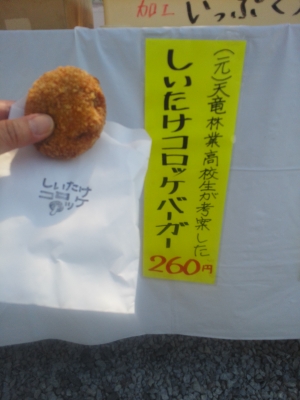 加工 いっぷく
(元)天竜林業高校生が考案した
しいたけコロッケバーガー
260円
しいたけ
コロッケ